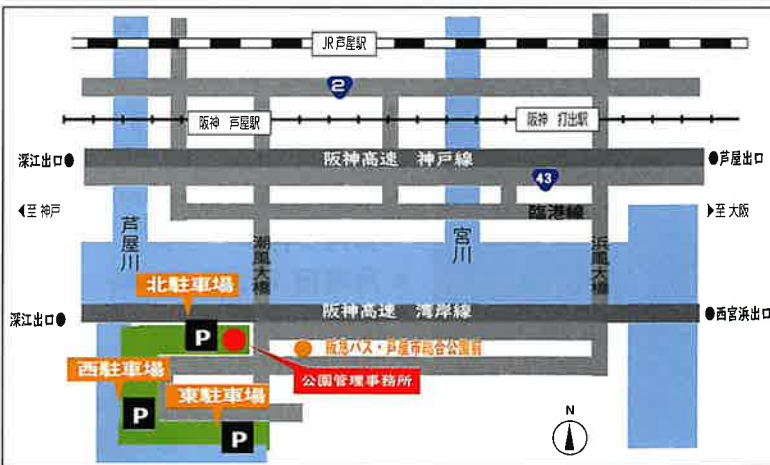 JR 芦屋駅
2
阪神 芦屋駅
阪神 打出駅
深江出口
阪神高速 神戸線
芦屋出口
43
至 神戸
臨港線
至 大阪
芦屋川
潮風大橋
宮川
浜風大橋
北駐車場
深江出口
阪神高速 湾岸線
西宮浜出口
P
阪急バス・芦屋市総合公園前
西駐車場
公園管理事務所
東駐車場
P
P
N